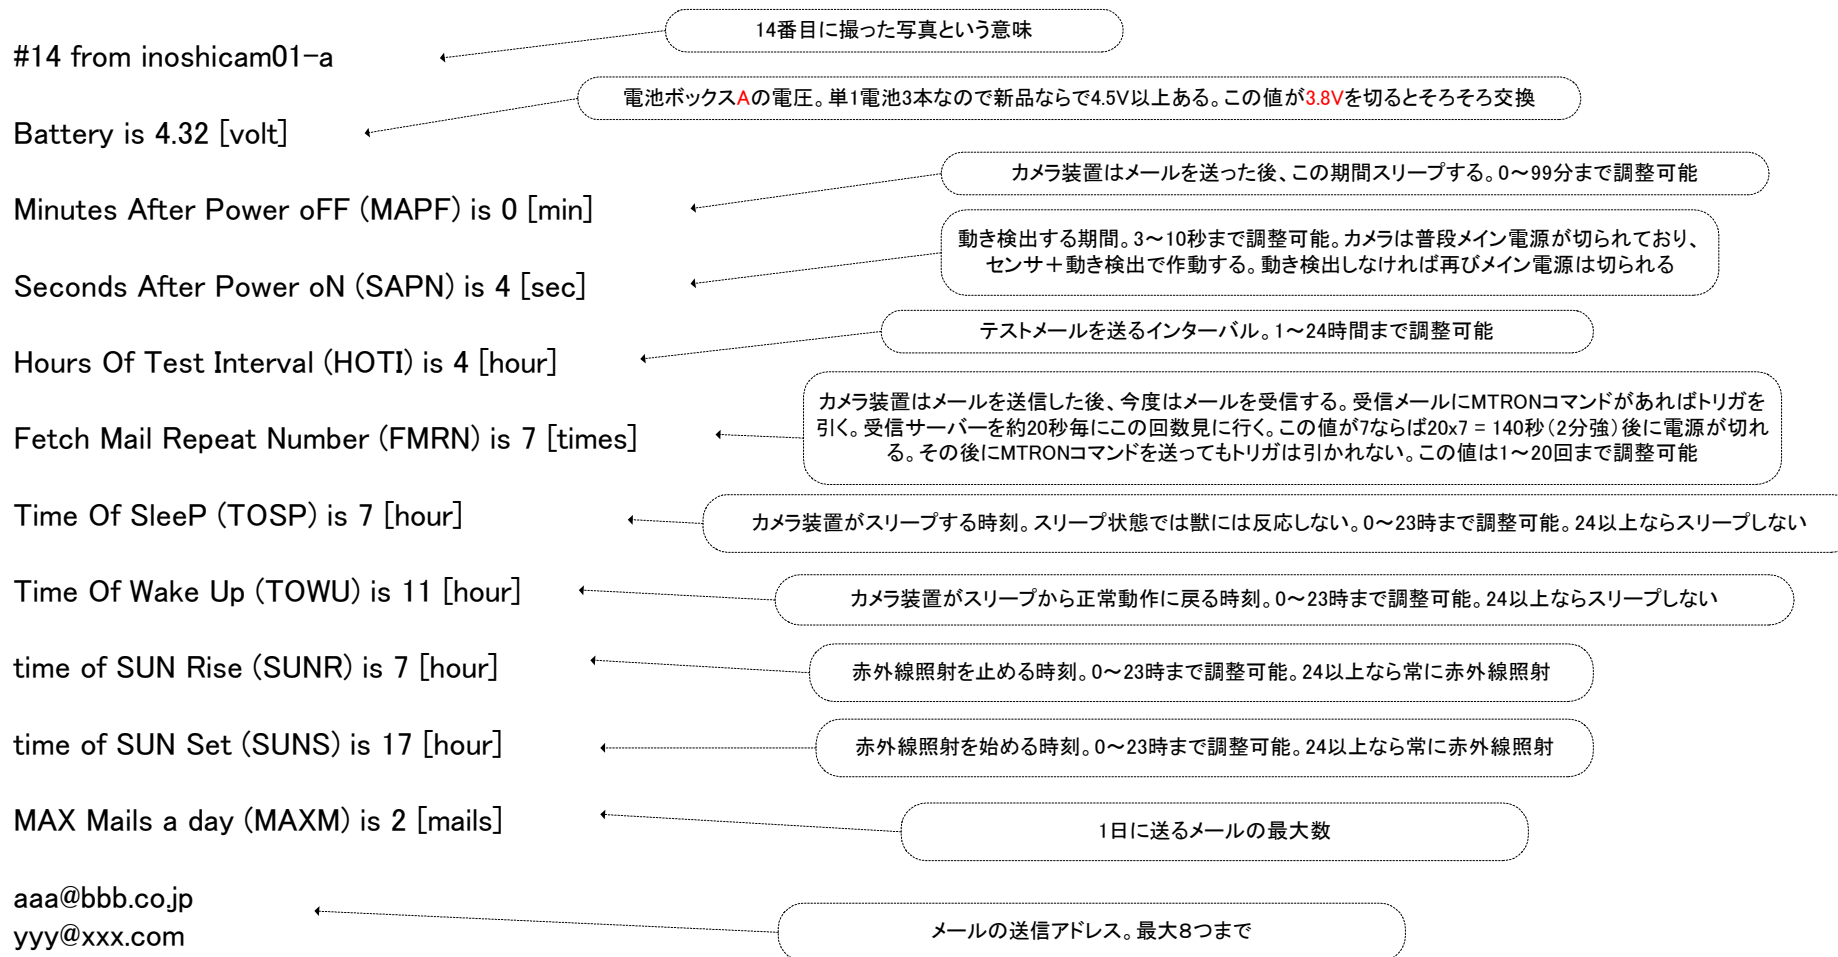 14番目に撮った写真という意味
#14 from inoshicam01-a
電池ボックスAの電圧。単1電池3本なので新品ならで4.5V以上ある。この値が3.8Vを切るとそろそろ交換
Battery is 4.32 [volt]
カメラ装置はメールを送った後、この期間スリープする。0～99分まで調整可能
Minutes After Power oFF (MAPF) is 0 [min]
動き検出する期間。3～10秒まで調整可能。カメラは普段メイン電源が切られており、
センサ＋動き検出で作動する。動き検出しなければ再びメイン電源は切られる
Seconds After Power oN (SAPN) is 4 [sec]
テストメールを送るインターバル。1～24時間まで調整可能
Hours Of Test Interval (HOTI) is 4 [hour]
カメラ装置はメールを送信した後、今度はメールを受信する。受信メールにMTRONコマンドがあればトリガを
引く。受信サーバーを約20秒毎にこの回数見に行く。この値が7ならば20x7 = 140秒（2分強）後に電源が切れ
る。その後にMTRONコマンドを送ってもトリガは引かれない。この値は1～20回まで調整可能
Fetch Mail Repeat Number (FMRN) is 7 [times]
Time Of SleeP (TOSP) is 7 [hour]
カメラ装置がスリープする時刻。スリープ状態では獣には反応しない。0～23時まで調整可能。24以上ならスリープしない
Time Of Wake Up (TOWU) is 11 [hour]
カメラ装置がスリープから正常動作に戻る時刻。0～23時まで調整可能。24以上ならスリープしない
time of SUN Rise (SUNR) is 7 [hour]
赤外線照射を止める時刻。0～23時まで調整可能。24以上なら常に赤外線照射
time of SUN Set (SUNS) is 17 [hour]
赤外線照射を始める時刻。0～23時まで調整可能。24以上なら常に赤外線照射
MAX Mails a day (MAXM) is 2 [mails]
1日に送るメールの最大数
aaa@bbb.co.jp
yyy@xxx.com
メールの送信アドレス。最大８つまで